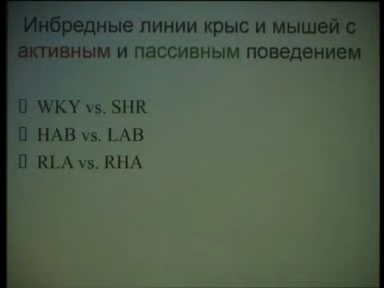 Инбредные линии крыс и мышей с
активным и пассивным поведением
WKY vs. SHR
HAB vs. LAB
RLA vs. RHA